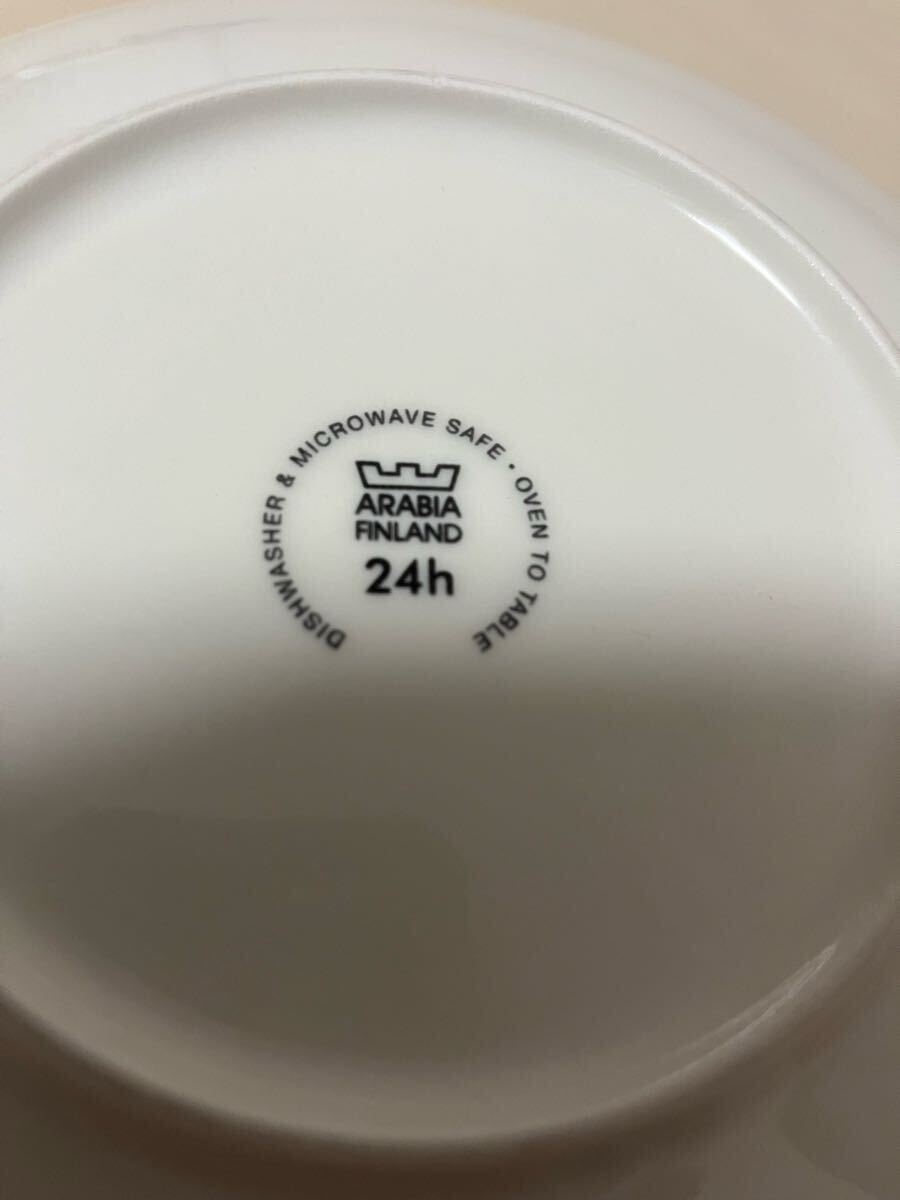 DISHWASHER & MICROWAVE SAFE · OVEN TO TABLE
ARABIA
FINLAND
24h